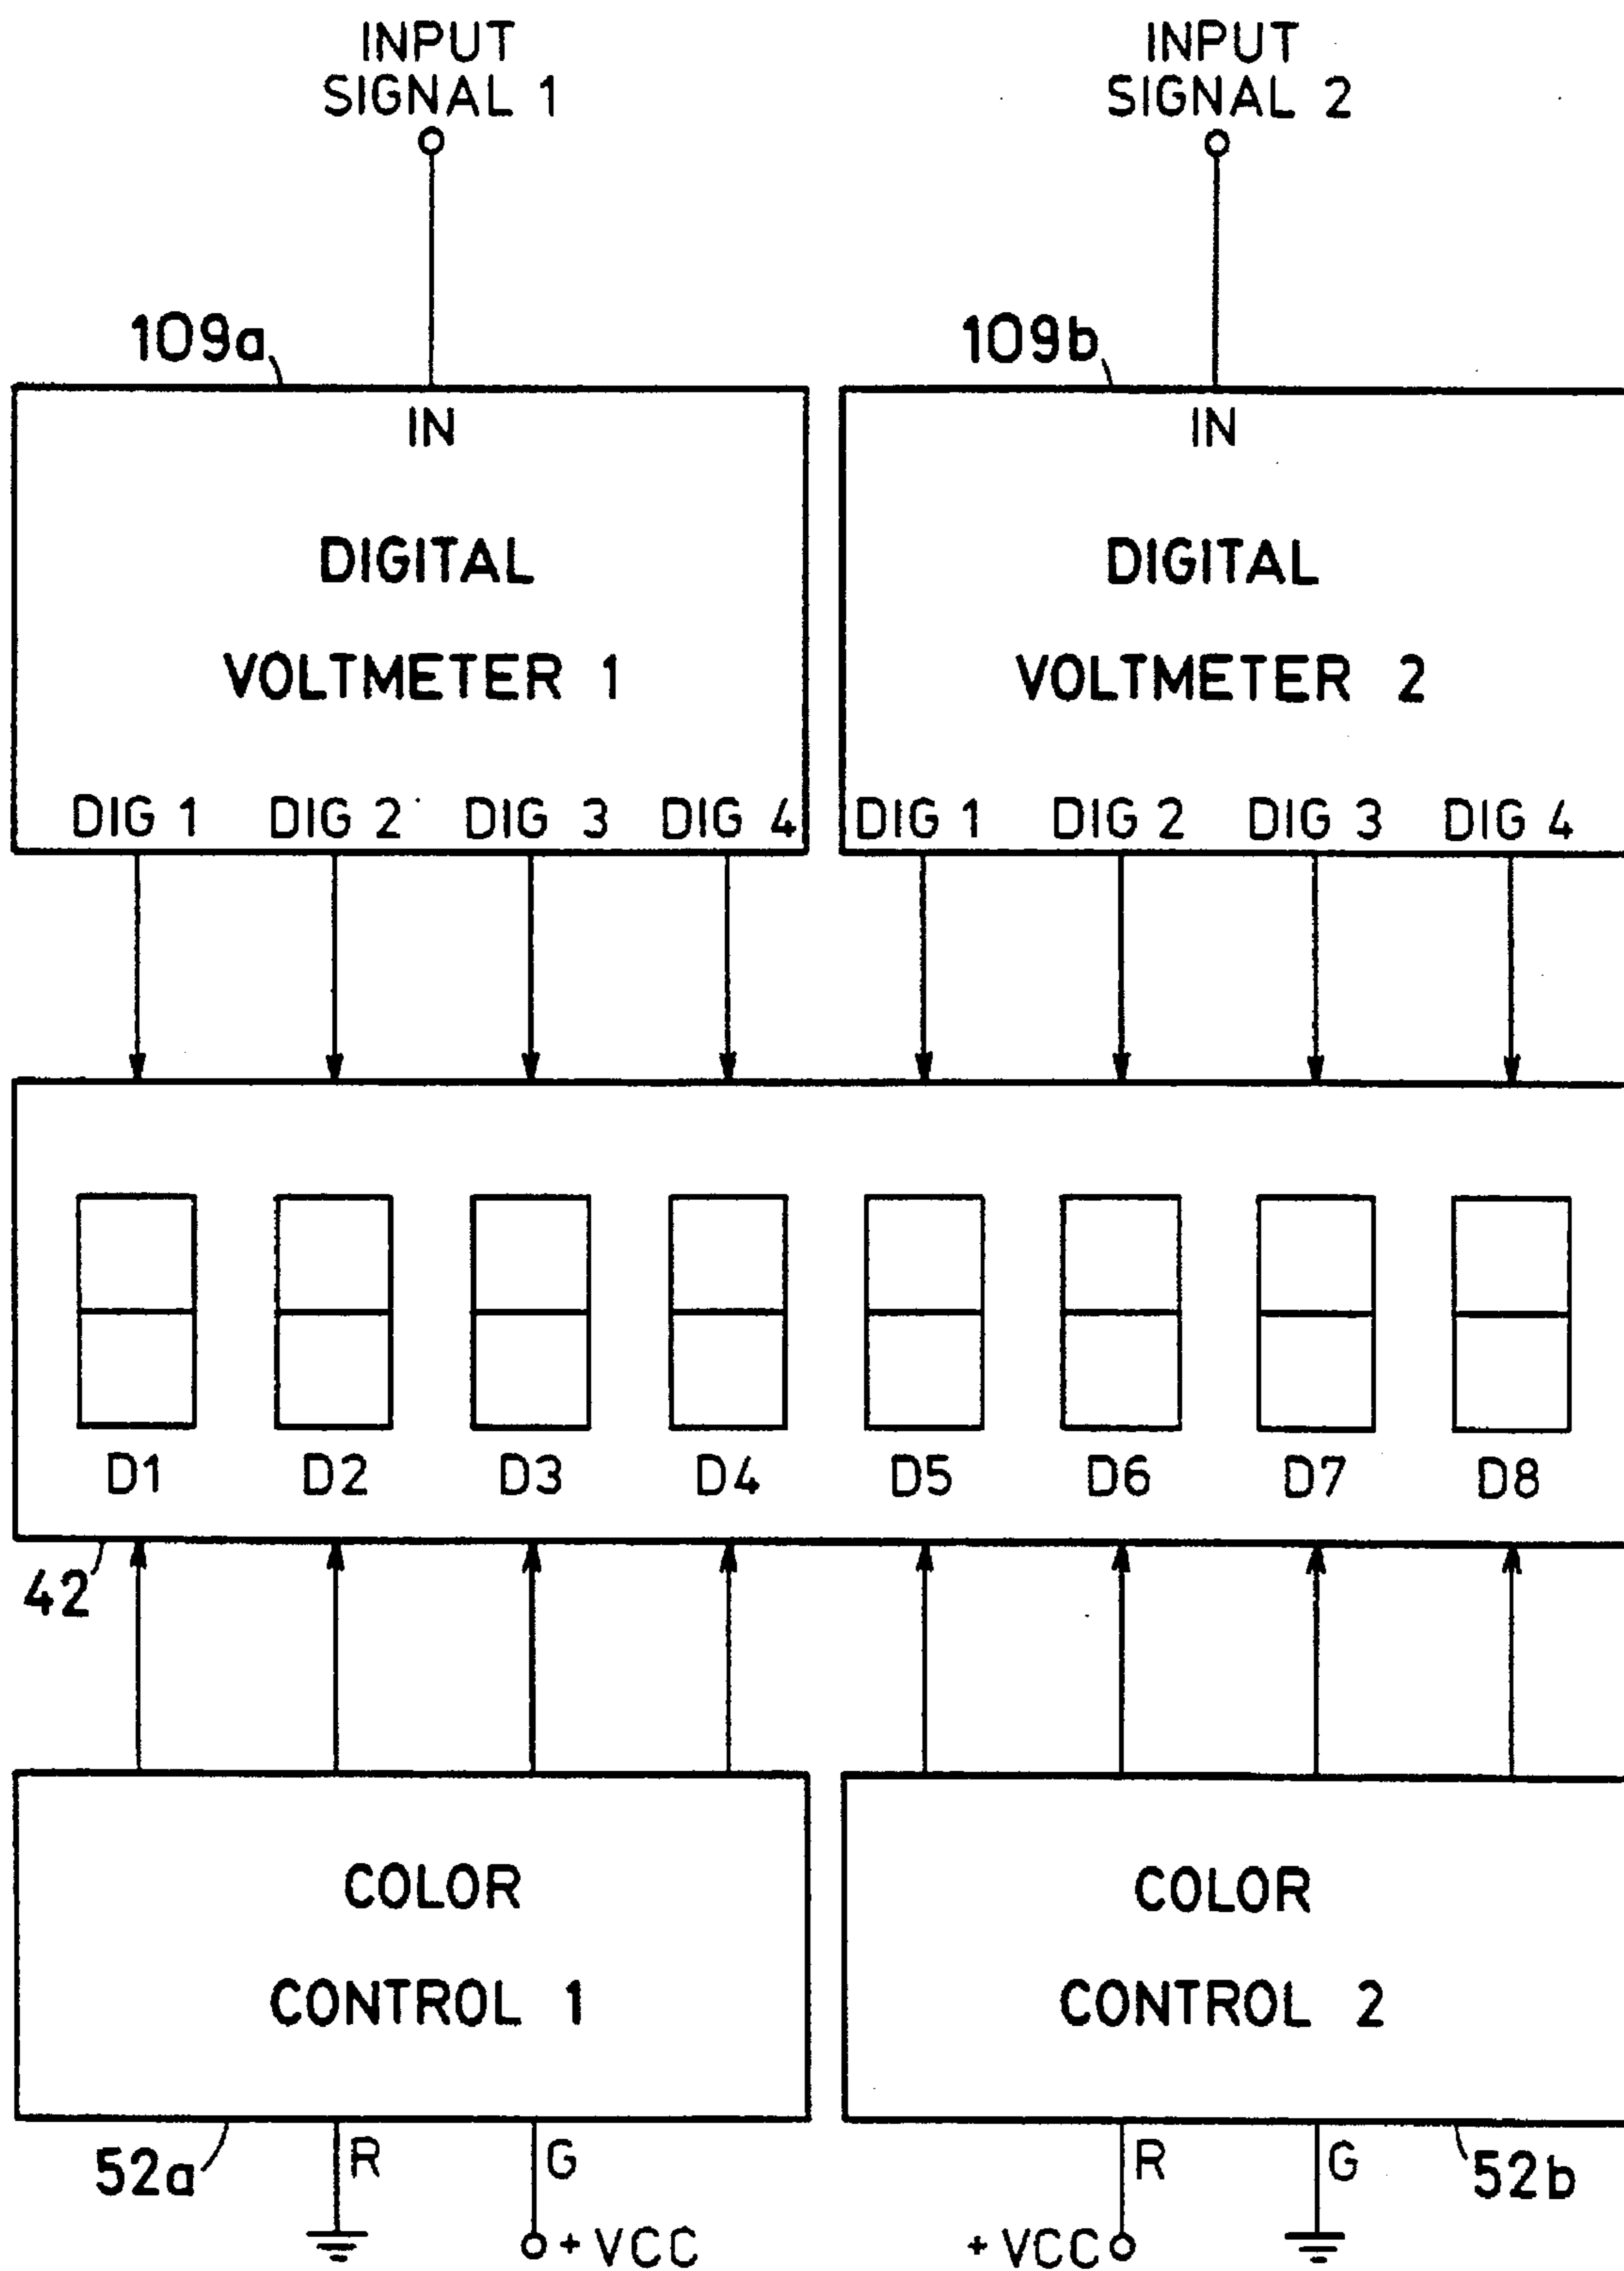 INPUT
SIGNAL 1
INPUT
SIGNAL 2
109a
109b
IN
IN
DIGITAL
VOLTMETER 1
DIGITAL
VOLTMETER 2
DIG 1 DIG 2 DIG 3 DIG 4
DIG 1 DIG 2 DIG 3 DIG 4
D1 D2 D3 D4 D5 D6 D7 D8
42
COLOR
CONTROL 1
COLOR
CONTROL 2
52a
R
G
R
G
52b
+ VCC
+ VCC